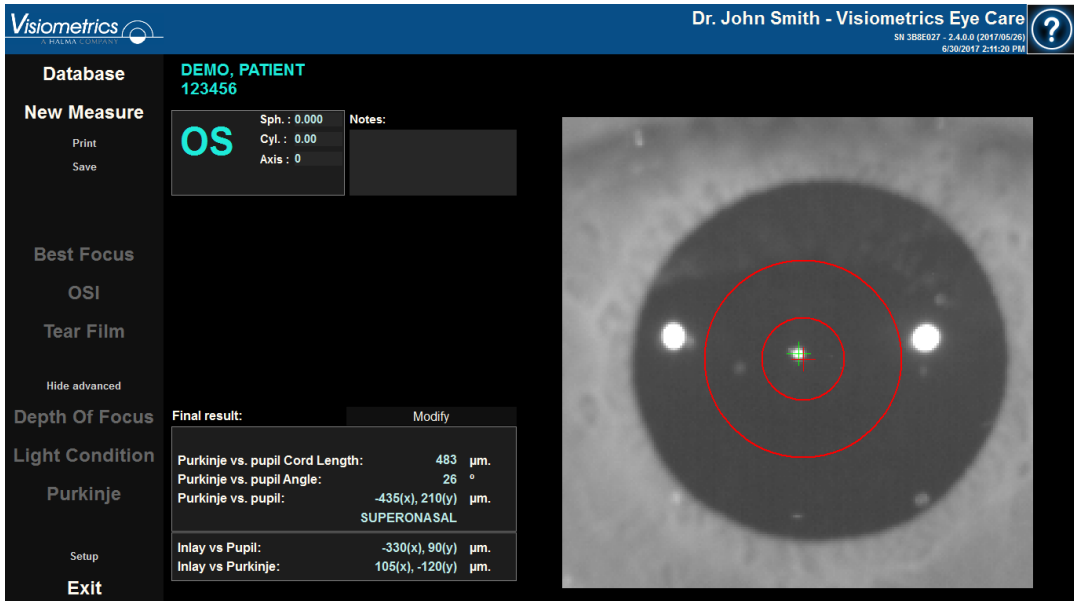 Visiometrics
A HALMA COMPANY
Dr. John Smith - Visiometrics Eye Care
SN 3B8E027 - 2.4.0.0 (2017/05/26)
6/30/2017 2:11:20 PM
?
Database
New Measure
Print
Save
Best Focus
OSI
Tear Film
Hide advanced
Depth Of Focus
Light Condition
Purkinje
Setup
Exit
DEMO, PATIENT
123456
OS
Sph. : 0.000
Cyl. : 0.00
Axis : 0
Notes:
Final result:
Modify
Purkinje vs. pupil Cord Length: 483 µm.
Purkinje vs. pupil Angle: 26 º
Purkinje vs. pupil: -435(x), 210(y) µm.
SUPERONASAL
Inlay vs Pupil: -330(x), 90(y) µm.
Inlay vs Purkinje: 105(x), -120(y) µm.